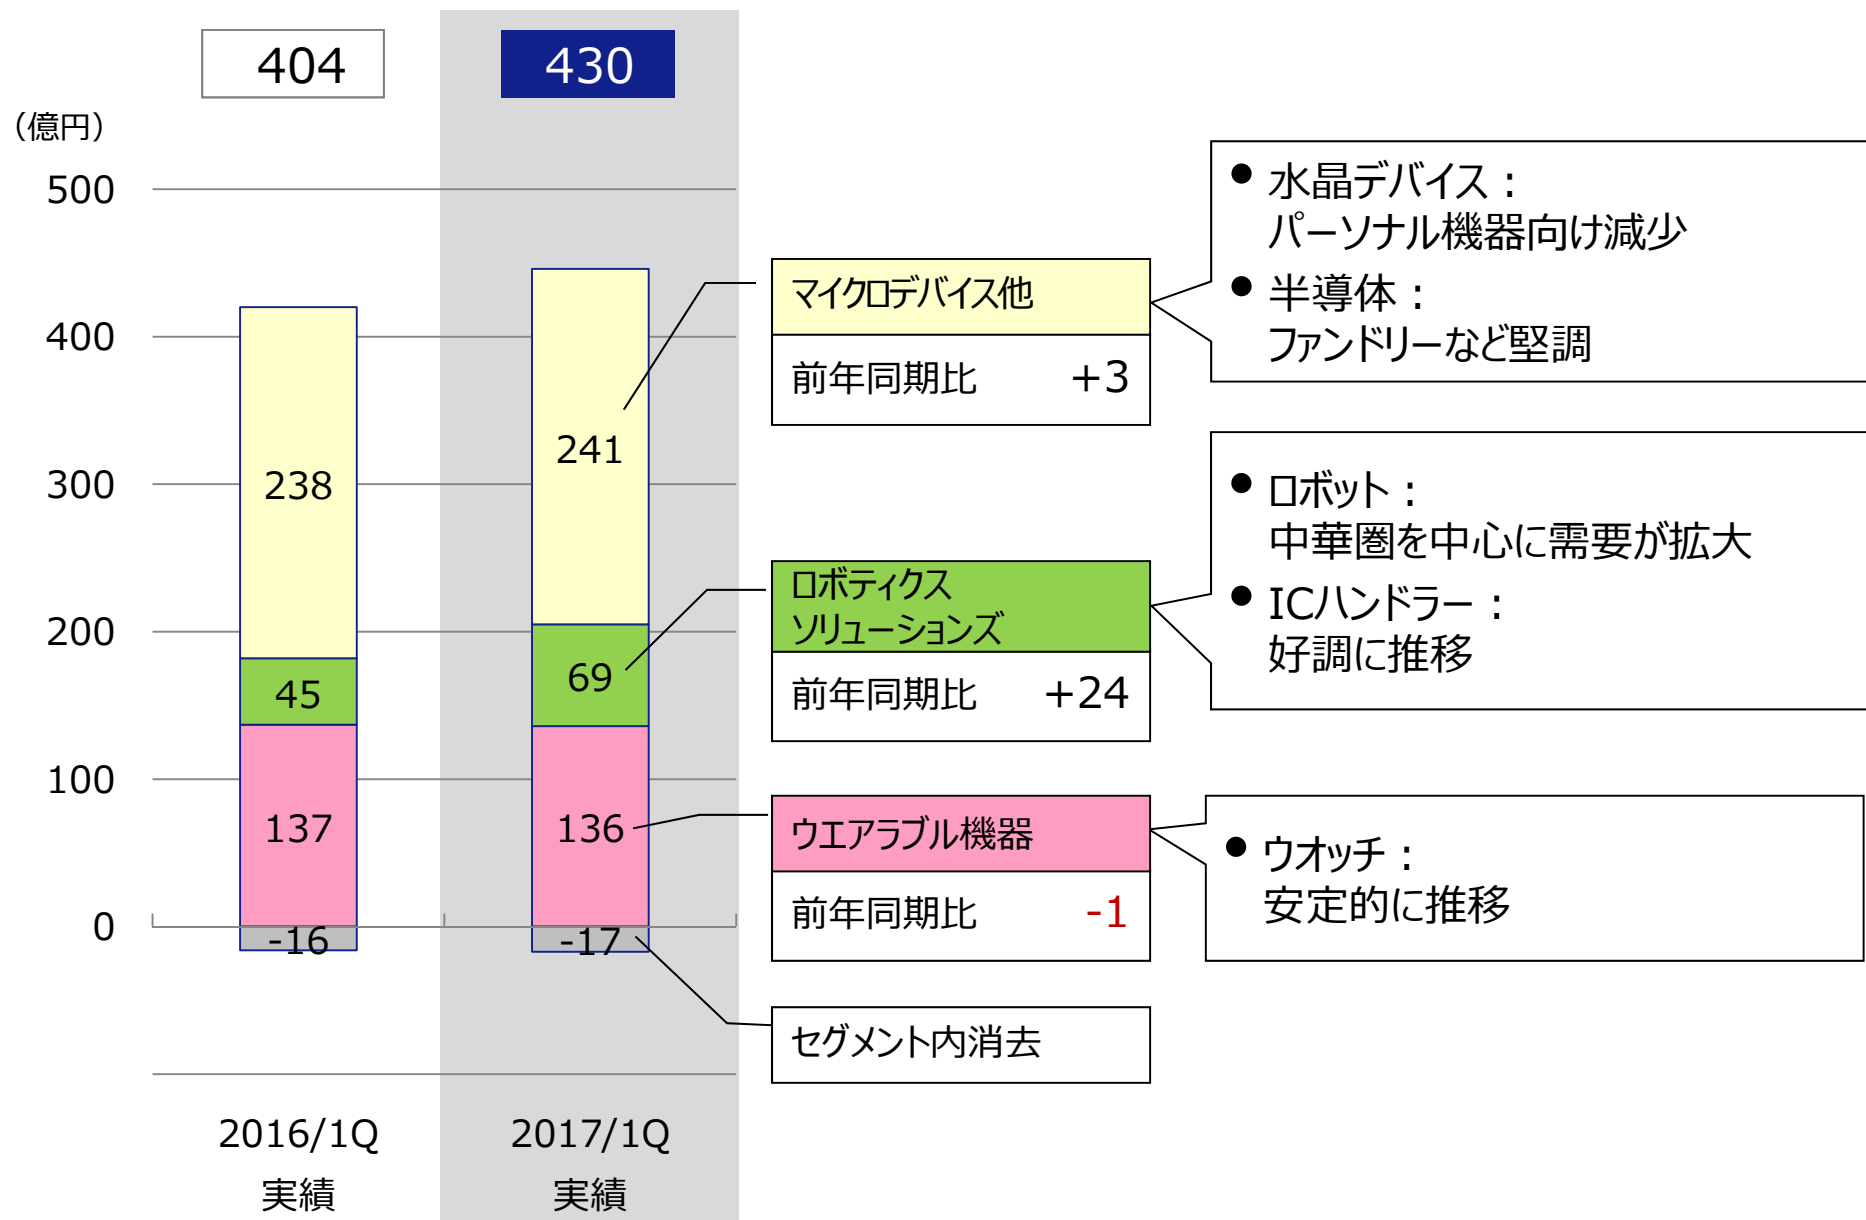 404
430
（億円）
500
400
300
200
100
0
238
45
137
-16
241
69
136
-17
2016/1Q
実績
2017/1Q
実績
マイクロデバイス他
前年同期比 +3
● 水晶デバイス：
パーソナル機器向け減少
● 半導体：
ファンドリーなど堅調
ロボティクス
ソリューションズ
前年同期比 +24
● ロボット：
中華圏を中心に需要が拡大
● ICハンドラー：
好調に推移
ウエアラブル機器
前年同期比 -1
● ウオッチ：
安定的に推移
セグメント内消去